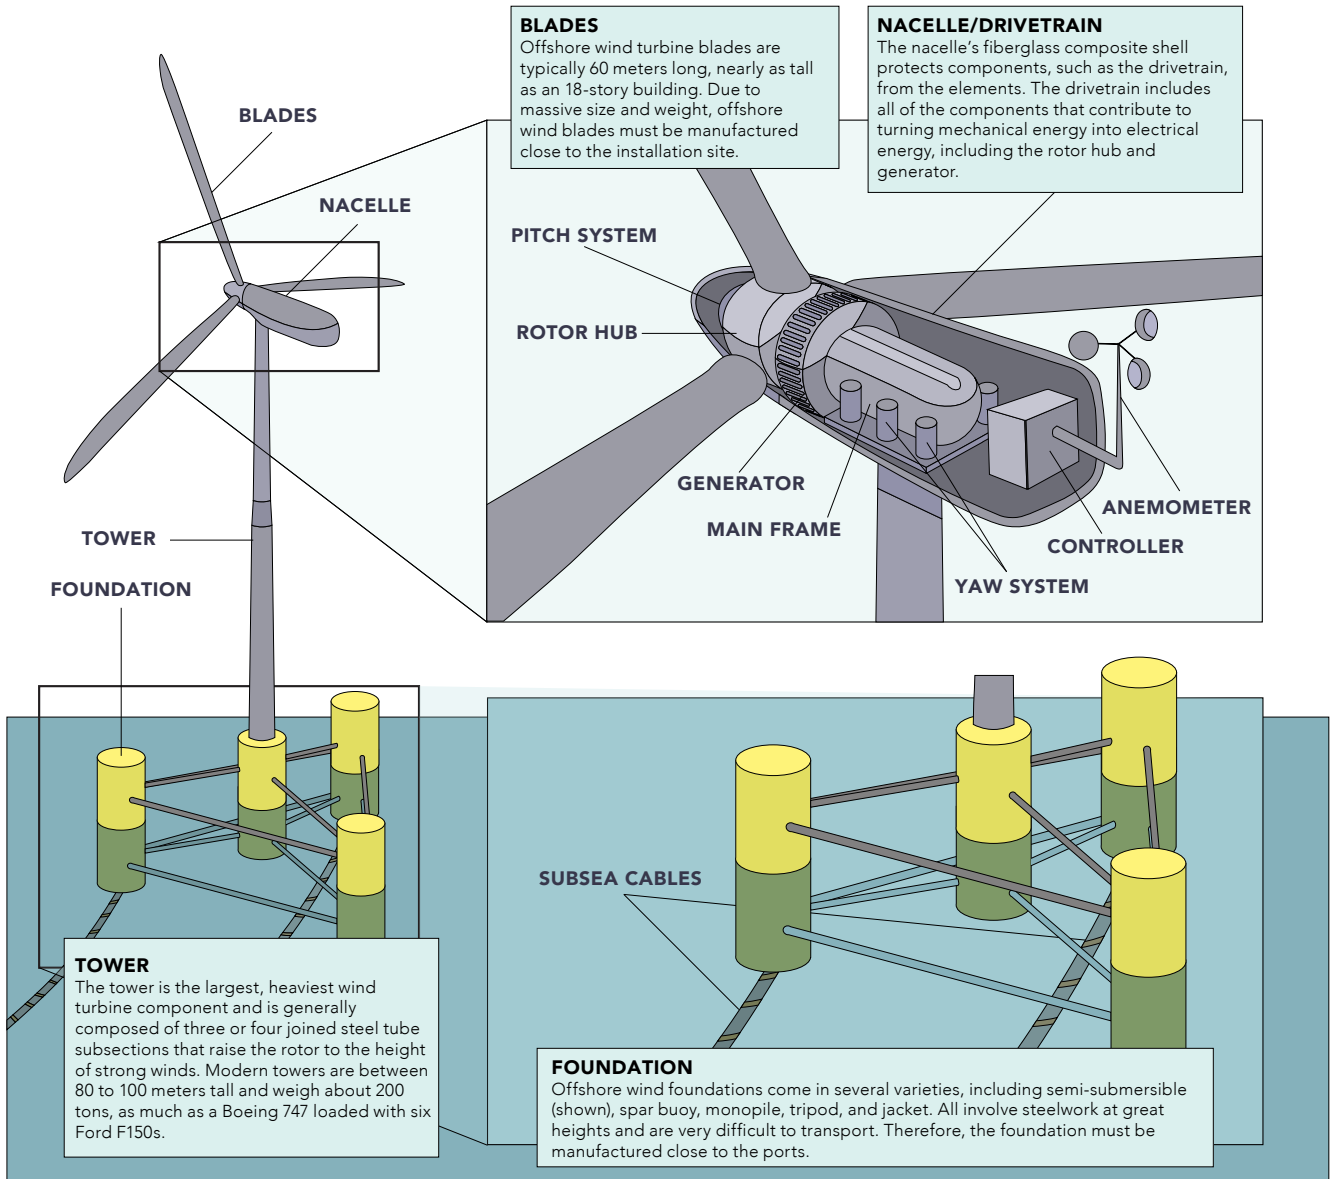 BLADES
Offshore wind turbine blades are
typically 60 meters long, nearly as tall
as an 18-story building. Due to
massive size and weight, offshore
wind blades must be manufactured
close to the installation site.
NACELLE/DRIVETRAIN
The nacelle's fiberglass composite shell
protects components, such as the drivetrain,
from the elements. The drivetrain includes
all of the components that contribute to
turning mechanical energy into electrical
energy, including the rotor hub and
generator.
BLADES
NACELLE
PITCH SYSTEM
ROTOR HUB
GENERATOR
MAIN FRAME
ANEMOMETER
CONTROLLER
YAW SYSTEM
TOWER
FOUNDATION
SUBSEA CABLES
TOWER
The tower is the largest, heaviest wind
turbine component and is generally
composed of three or four joined steel tube
subsections that raise the rotor to the height
of strong winds. Modern towers are between
80 to 100 meters tall and weigh about 200
tons, as much as a Boeing 747 loaded with six
Ford F150s.
FOUNDATION
Offshore wind foundations come in several varieties, including semi-submersible
(shown), spar buoy, monopile, tripod, and jacket. All involve steelwork at great
heights and are very difficult to transport. Therefore, the foundation must be
manufactured close to the ports.